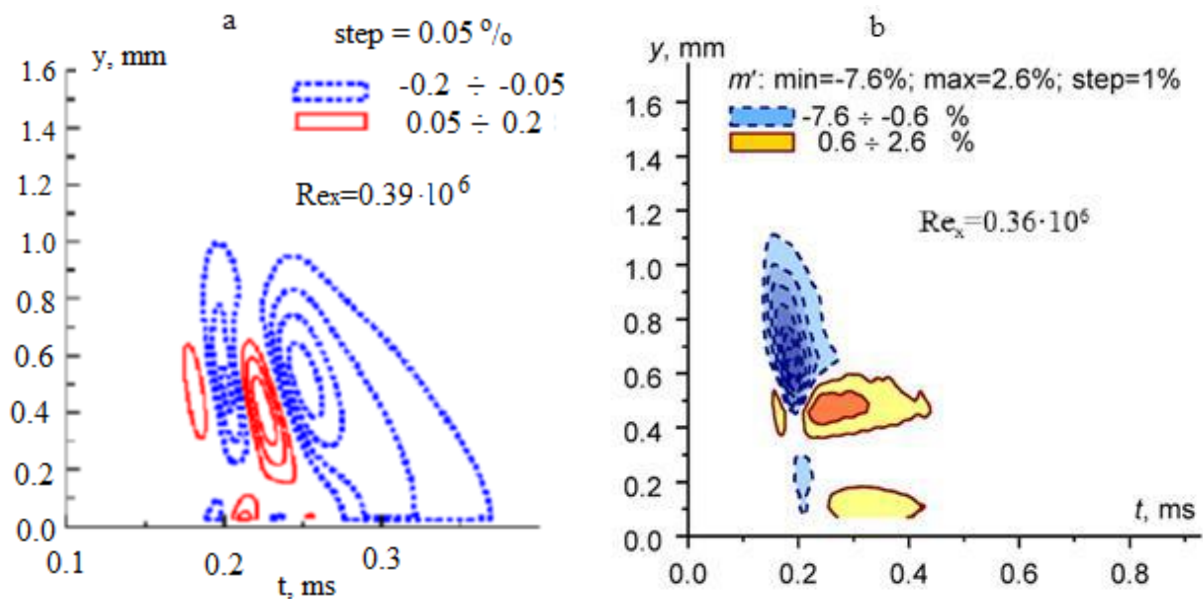 a
step = 0.05 %
y, mm
-0.2 ÷ -0.05
0.05 ÷ 0.2
Rex=0.39·10⁶
1.6
1.4
1.2
1.0
0.8
0.6
0.4
0.2
0.0
0.1
0.2
0.3
t, ms
b
y, mm
m': min=-7.6%; max=2.6%; step=1%
-7.6 ÷ -0.6 %
0.6 ÷ 2.6 %
Reₓ=0.36·10⁶
1.6
1.4
1.2
1.0
0.8
0.6
0.4
0.2
0.0
t, ms
0.0
0.2
0.4
0.6
0.8